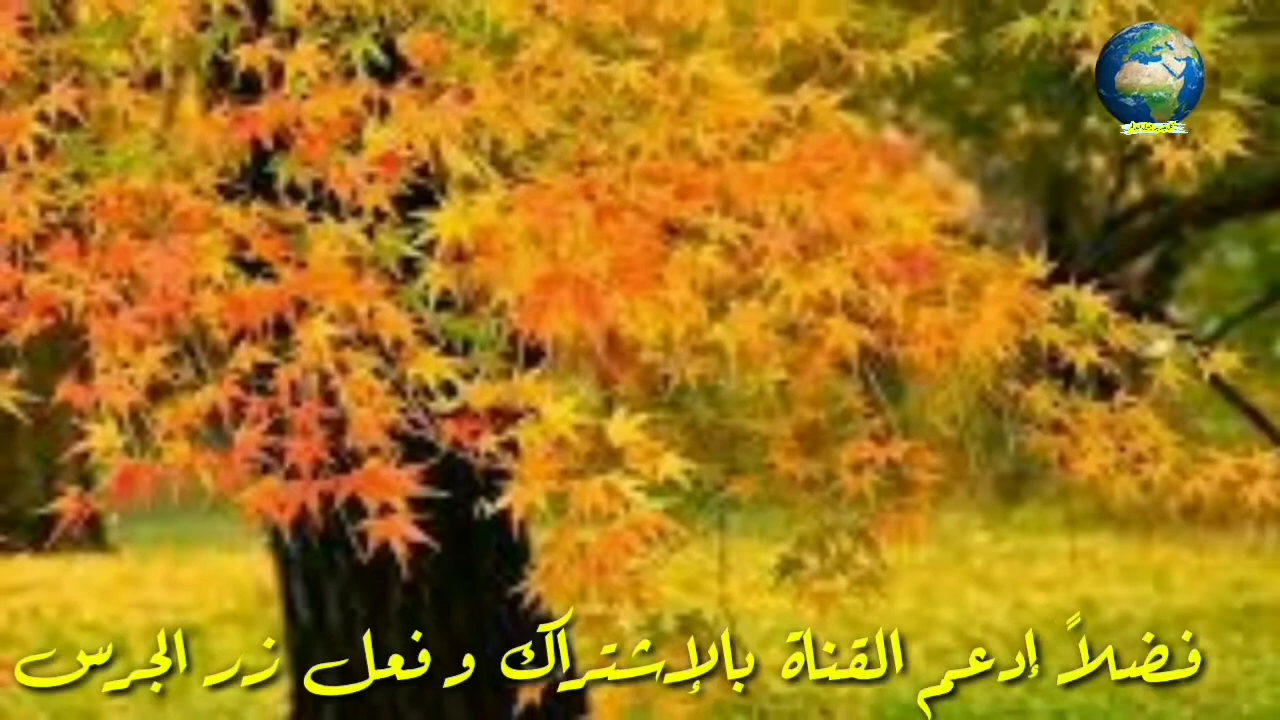 فضلاً إدعم القناة بالإشتراك و فعل زر الجرس